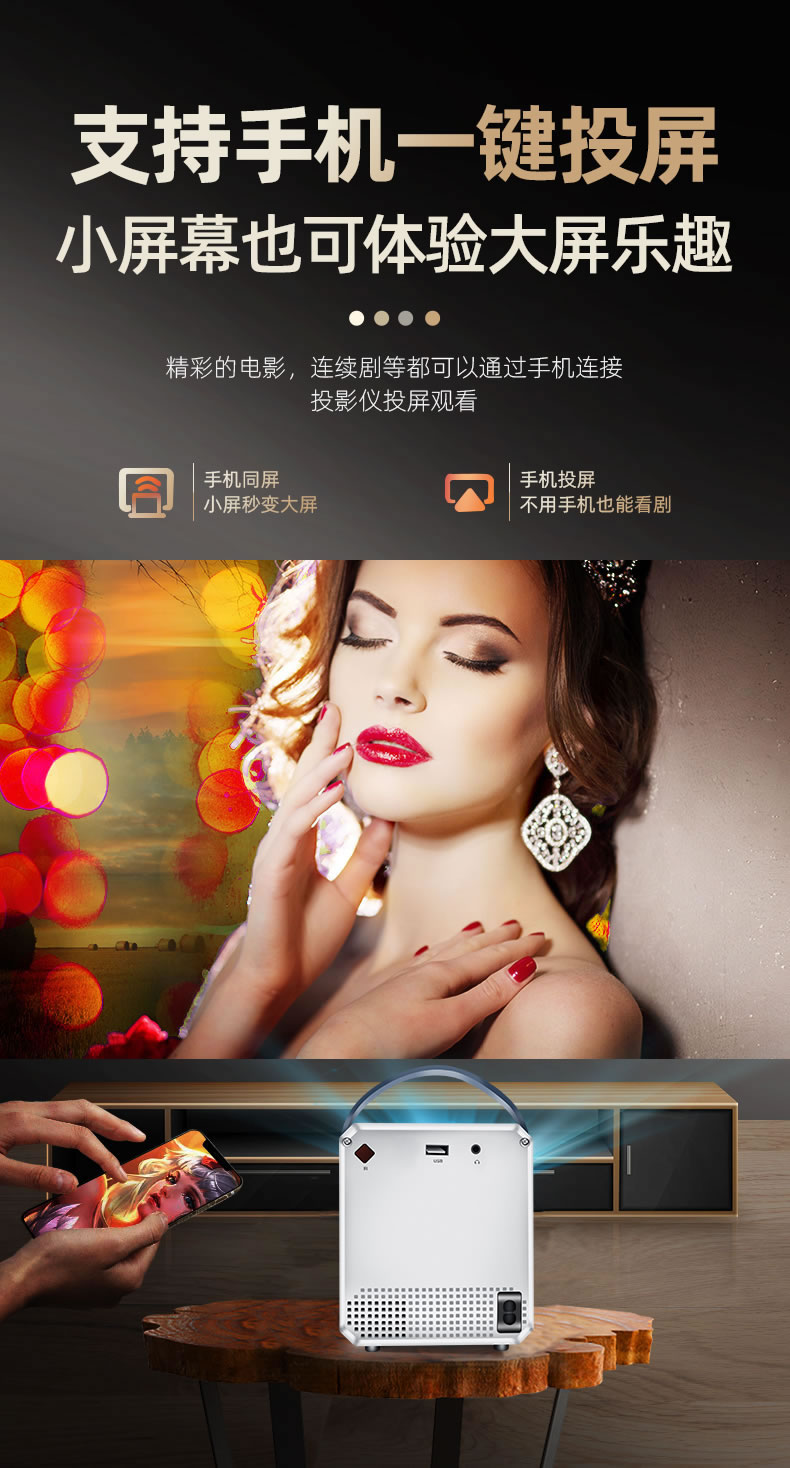 支持手机一键投屏
小屏幕也可体验大屏乐趣
精彩的电影，连续剧等都可以通过手机连接
投影仪投屏观看
手机同屏
小屏秒变大屏
手机投屏
不用手机也能看剧
IR
USB